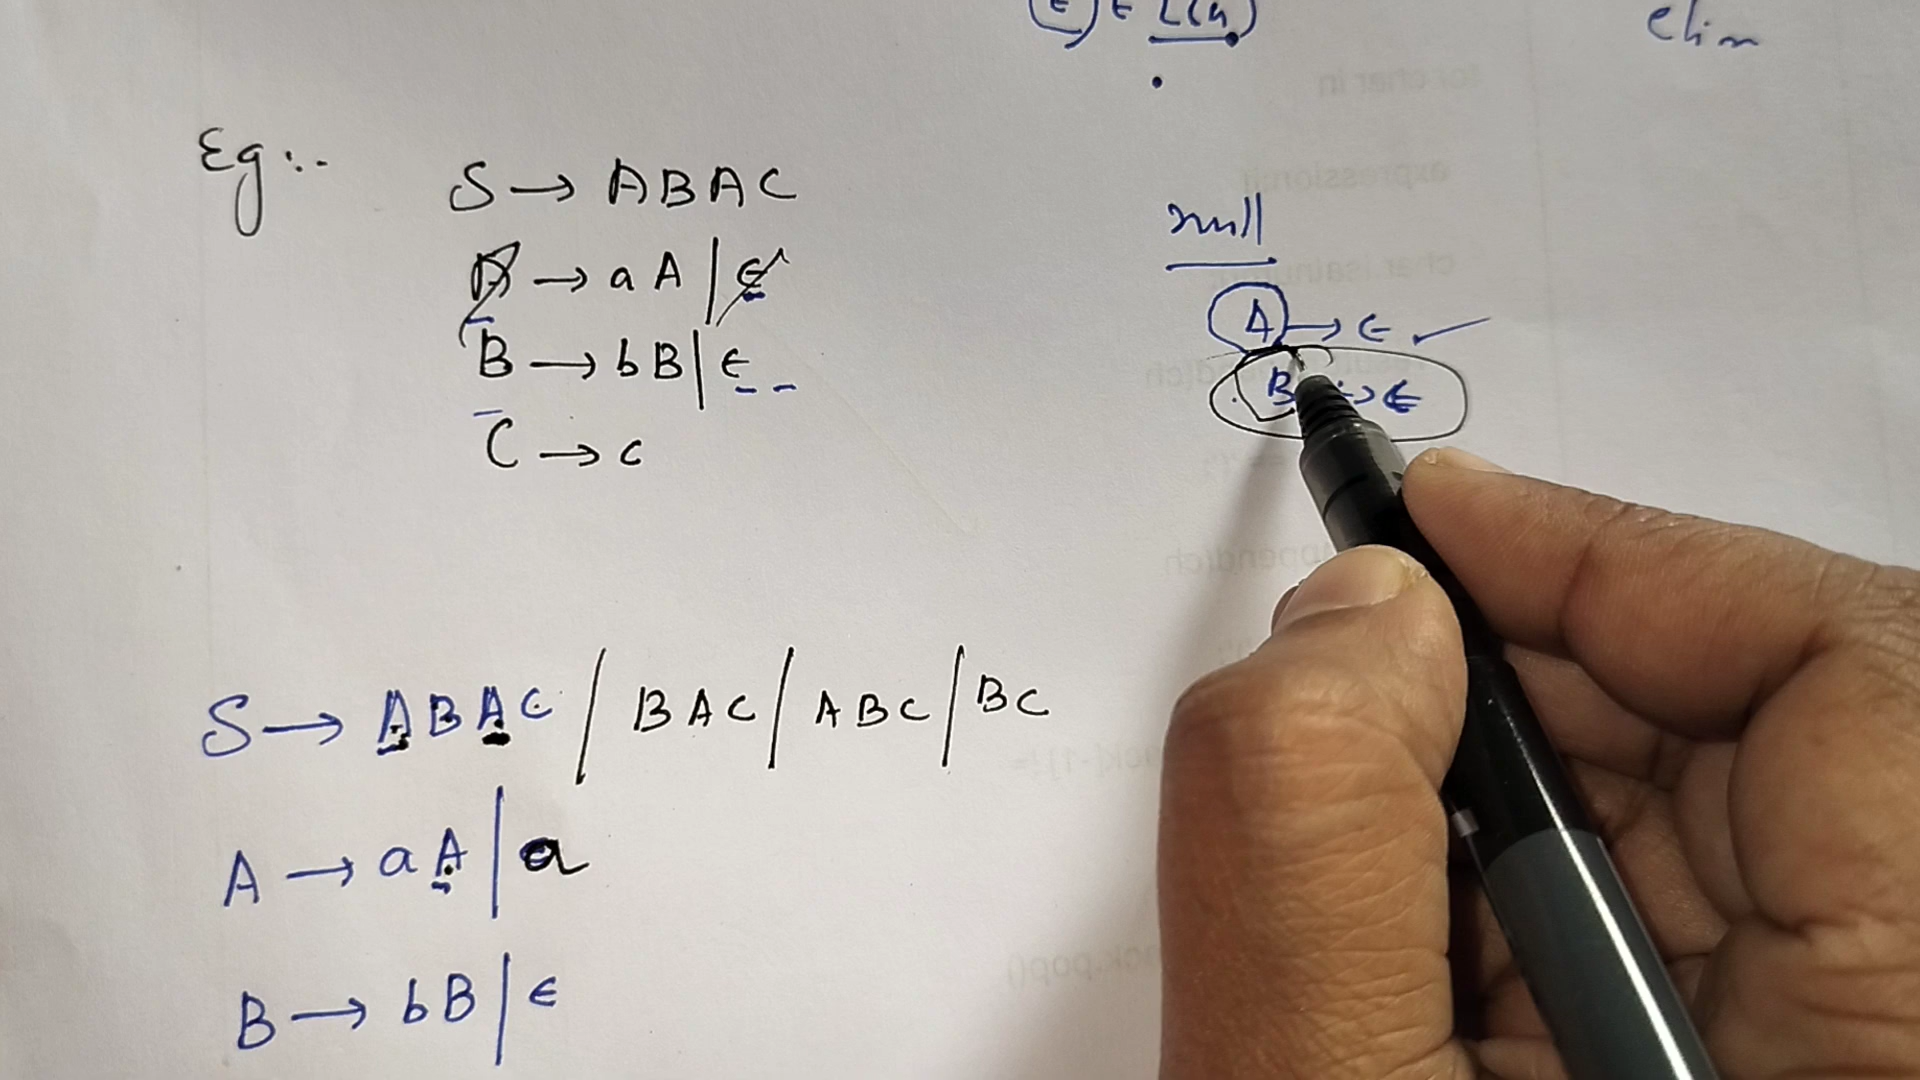 ϵ ∈ L(G)
elim
Eg :-
S → ABAC
A → aA | ϵ
B → bB | ϵ
C → c
null
A → ϵ ✓
B → ϵ
S → ABAC / BAC / ABC / BC
A → aA | a
B → bB | ϵ